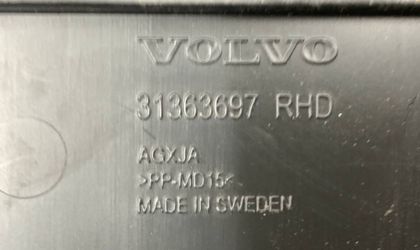 VOLVO
31363697 RHD
AGXJA
>PP-MD15<
MADE IN SWEDEN